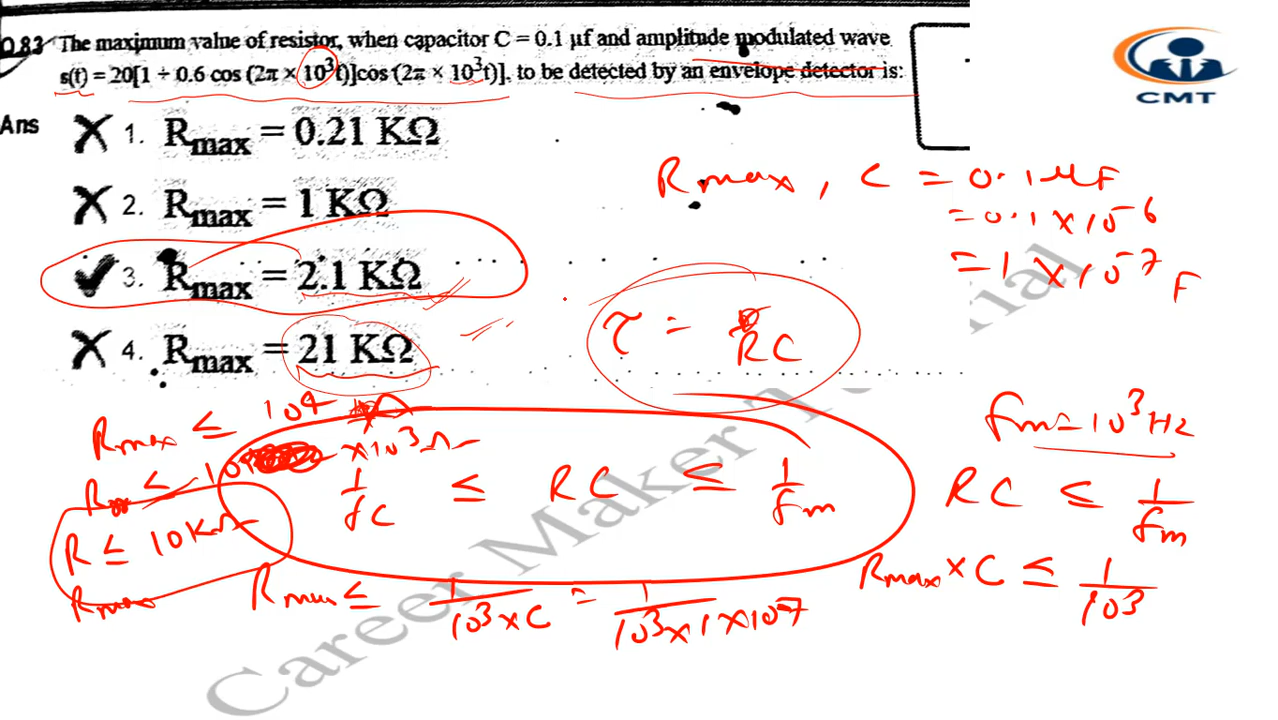 Q.83 The maximum value of resistor, when capacitor C = 0.1 μf and amplitude modulated wave
s(t) = 20[1 + 0.6 cos (2π × 10³t)]cos (2π × 10³t)], to be detected by an envelope detector is:
CMT
Ans
1. Rmax = 0.21 KΩ
2. Rmax = 1 KΩ
3. Rmax = 2.1 KΩ
4. Rmax = 21 KΩ
Rmax, C = 0.1 μF
= 0.1 × 10⁻⁶
= 1 × 10⁻⁷ F
τ = RC
fm = 10³ Hz
Rmax ≤ 10⁴
× 10³ Ω
1/fc ≤ RC ≤ 1/fm
RC ≤ 1/fm
R ≤ 10KΩ
Rmax
Rmax ≤ 1/10³×C = 1/10³×1×10⁻⁷
Rmax × C ≤ 1/10³
Career Maker Tutorial